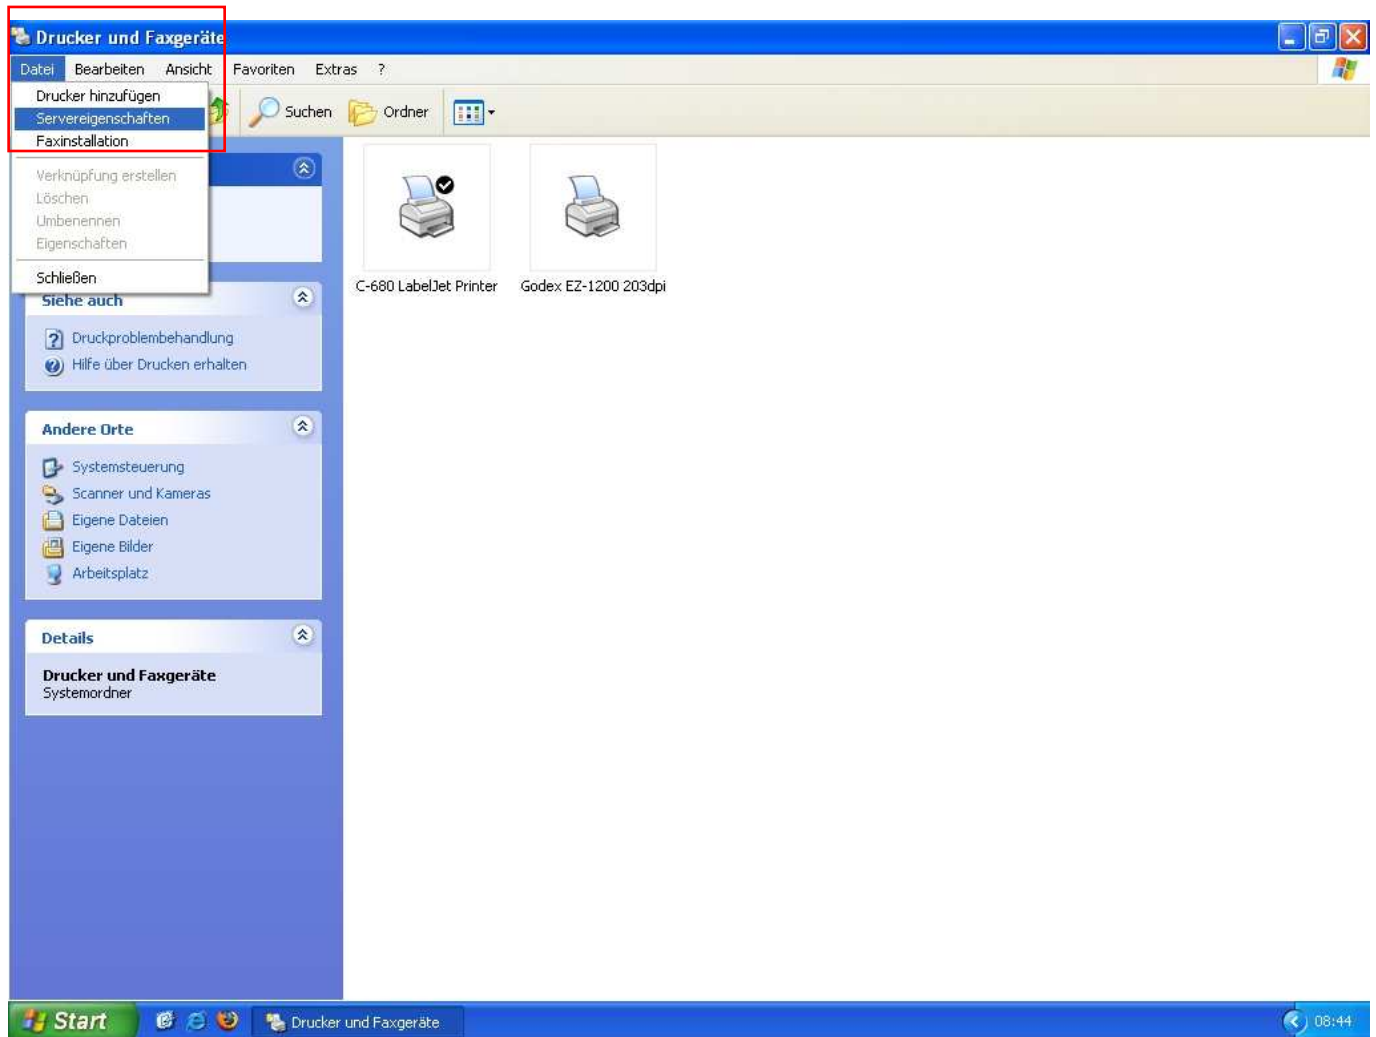 Drucker und Faxgeräte
Datei Bearbeiten Ansicht Favoriten Extras ?
Drucker hinzufügen
Servereigenschaften
Faxinstallation
Verknüpfung erstellen
Löschen
Umbenennen
Eigenschaften
Schließen
Suchen Ordner
Siehe auch
Druckproblembehandlung
Hilfe über Drucken erhalten
Andere Orte
Systemsteuerung
Scanner und Kameras
Eigene Dateien
Eigene Bilder
Arbeitsplatz
Details
Drucker und Faxgeräte
Systemordner
C-680 LabelJet Printer Godex EZ-1200 203dpi
Start Drucker und Faxgeräte 08:44